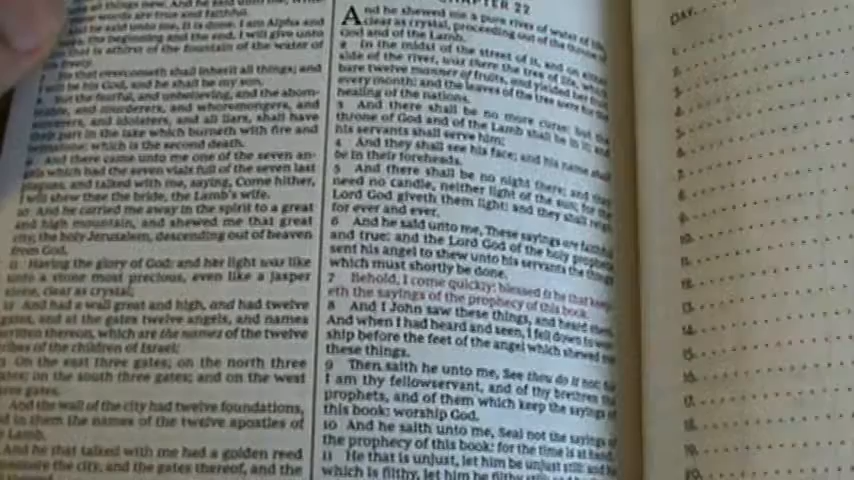 words are true and faithful.
And he said unto me, It is done. I am Alpha and
the beginning and the end. I will give unto
that is athirst of the fountain of the water of
He that overcometh shall inherit all things; and
I will be his God, and he shall be my son.
But the fearful, and unbelieving, and the abom-
and murderers, and whoremongers, and
and idolaters, and all liars, shall have
their part in the lake which burneth with fire and
brimstone: which is the second death.
And there came unto me one of the seven an-
gels which had the seven vials full of the seven last
plagues, and talked with me, saying, Come hither,
I will shew thee the bride, the Lamb's wife.
10 And he carried me away in the spirit to a great
and high mountain, and shewed me that great
city, the holy Jerusalem, descending out of heaven
from God,
11 Having the glory of God: and her light was like
unto a stone most precious, even like a jasper
stone, clear as crystal;
12 And had a wall great and high, and had twelve
gates, and at the gates twelve angels, and names
written thereon, which are the names of the twelve
tribes of the children of Israel:
On the east three gates; on the north three
gates; on the south three gates; and on the west
three gates.
And the wall of the city had twelve foundations,
and in them the names of the twelve apostles of
Lamb.
And he that talked with me had a golden reed
measure the city, and the gates thereof, and the
CHAPTER 22
And he shewed me a pure river of water of life,
clear as crystal, proceeding out of the throne of
God and of the Lamb.
2 In the midst of the street of it, and on either
side of the river, was there the tree of life, which
bare twelve manner of fruits, and yielded her fruit
every month: and the leaves of the tree were for the
healing of the nations.
3 And there shall be no more curse: but the
throne of God and of the Lamb shall be in it; and
his servants shall serve him:
4 And they shall see his face; and his name shall
be in their foreheads.
5 And there shall be no night there; and they
need no candle, neither light of the sun; for the
Lord God giveth them light: and they shall reign
for ever and ever.
6 And he said unto me, These sayings are faithful
and true: and the Lord God of the holy prophets
sent his angel to shew unto his servants the things
which must shortly be done.
7 Behold, I come quickly: blessed is he that keep-
eth the sayings of the prophecy of this book.
8 And I John saw these things, and heard them.
And when I had heard and seen, I fell down to wor-
ship before the feet of the angel which shewed me
these things.
9 Then saith he unto me, See thou do it not: for
I am thy fellowservant, and of thy brethren the
prophets, and of them which keep the sayings of
this book: worship God.
10 And he saith unto me, Seal not the sayings of
the prophecy of this book: for the time is at hand.
11 He that is unjust, let him be unjust still: and he
which is filthy, let him be filthy still: and
DAY
1.
2.
3.
4.
5.
6.
7.
8.
9.
10.
11.
12.
13.
14.
15.
16.
17.
18.
19.
20.